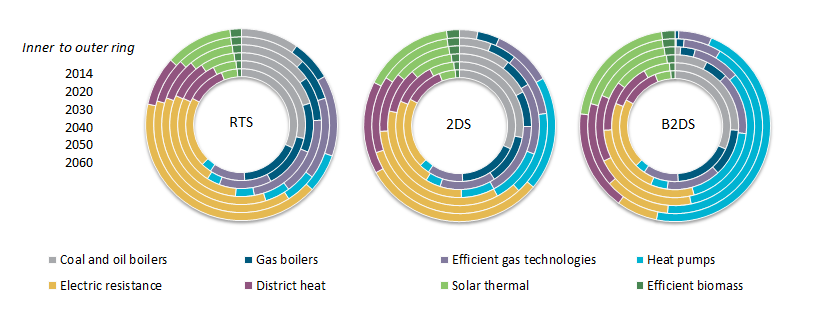 Inner to outer ring
2014
2020
2030
2040
2050
2060
RTS
2DS
B2DS
Coal and oil boilers
Gas boilers
Efficient gas technologies
Heat pumps
Electric resistance
District heat
Solar thermal
Efficient biomass